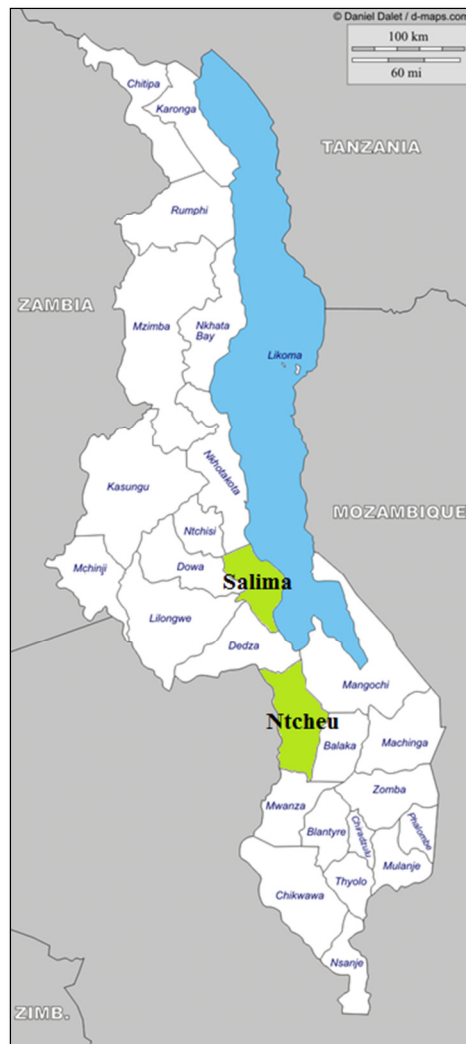 © Daniel Dalet / d-maps.com
100 km
60 mi
Chitipa
Karonga
TANZANIA
Rumphi
ZAMBIA
Mzimba
Nkhata
Bay
Likoma
Nkhotakota
Kasungu
MOZAMBIQUE
Ntchisi
Mchinji
Dowa
Salima
Lilongwe
Dedza
Mangochi
Ntcheu
Balaka
Machinga
Zomba
Mwanza
Blantyre
Chiradzulu
Phalombe
Mulanje
Thyolo
Chikwawa
Nsanje
ZIMB.